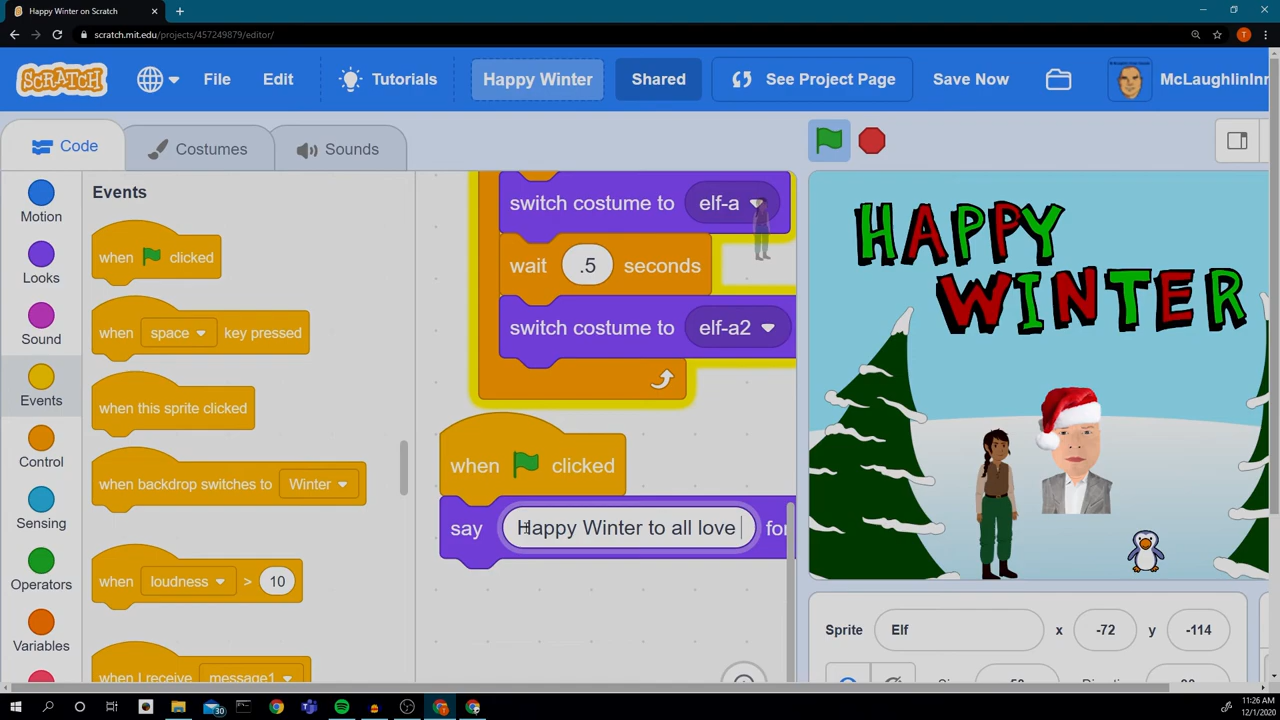 Happy Winter on Scratch
scratch.mit.edu/projects/457249879/editor/
T
SCRATCH
File
Edit
Tutorials
Happy Winter
Shared
See Project Page
Save Now
McLaughlinInn
Code
Costumes
Sounds
Motion
Looks
Sound
Events
Control
Sensing
Operators
Variables
Events
when clicked
when space key pressed
when this sprite clicked
when backdrop switches to Winter
when loudness > 10
when I receive message1
switch costume to elf-a
wait .5 seconds
switch costume to elf-a2
when clicked
say Happy Winter to all love for
HAPPY
WINTER
Sprite Elf x -72 y -114
30
11:26 AM
12/1/2020